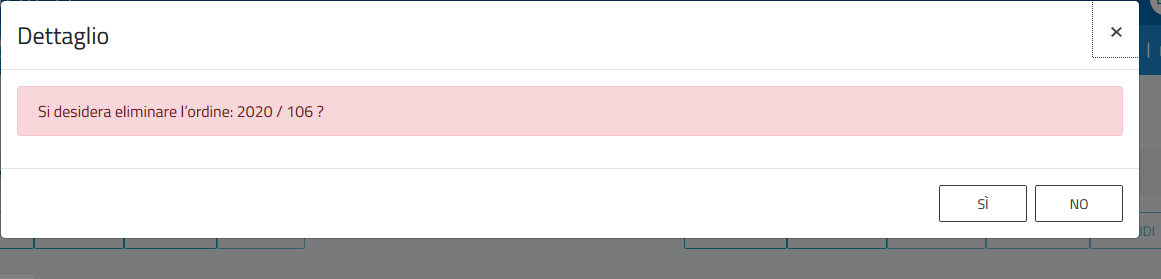 Dettaglio
×
Si desidera eliminare l'ordine: 2020 / 106 ?
SÌ
NO